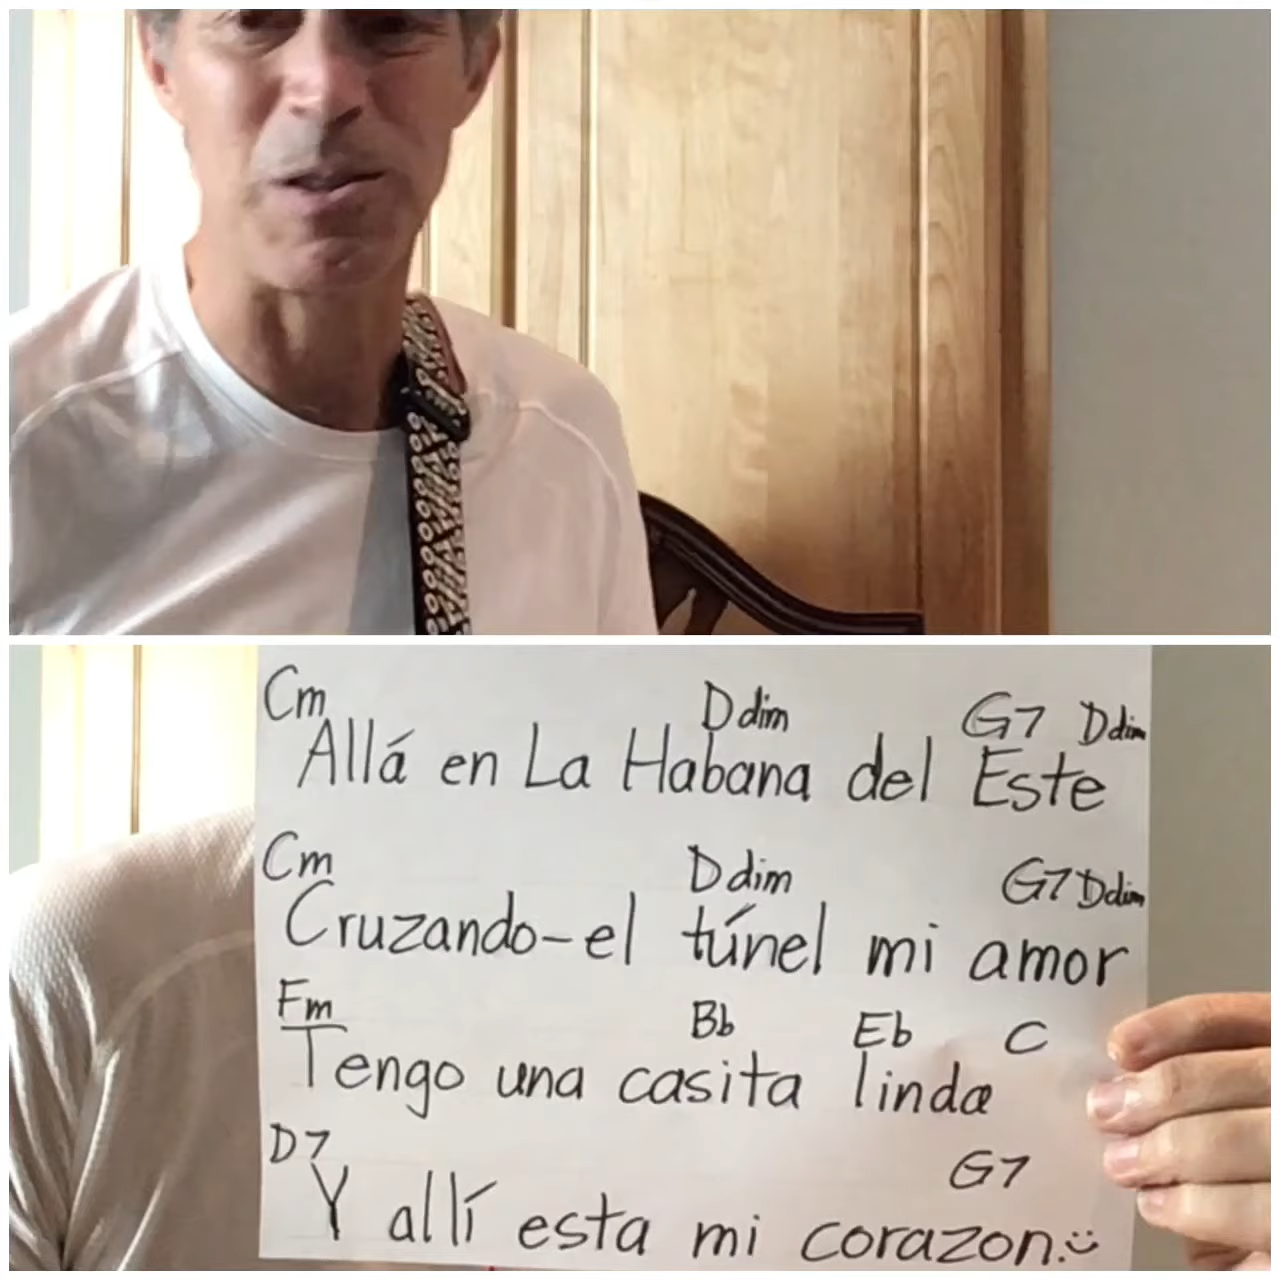 Cm Ddim G7 Ddim
Allá en La Habana del Este
Cm Ddim G7 Ddim
Cruzando-el túnel mi amor
Fm Bb Eb C
Tengo una casita linda
D7 G7
Y allí esta mi corazon.:)